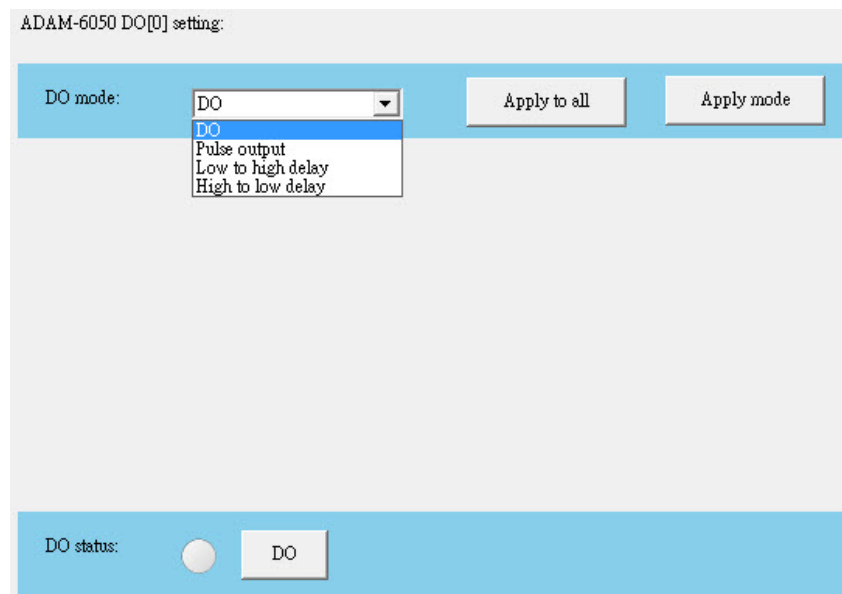 ADAM-6050 DO[0] setting:
DO mode:
DO
Apply to all
Apply mode
DO
Pulse output
Low to high delay
High to low delay
DO status:
DO